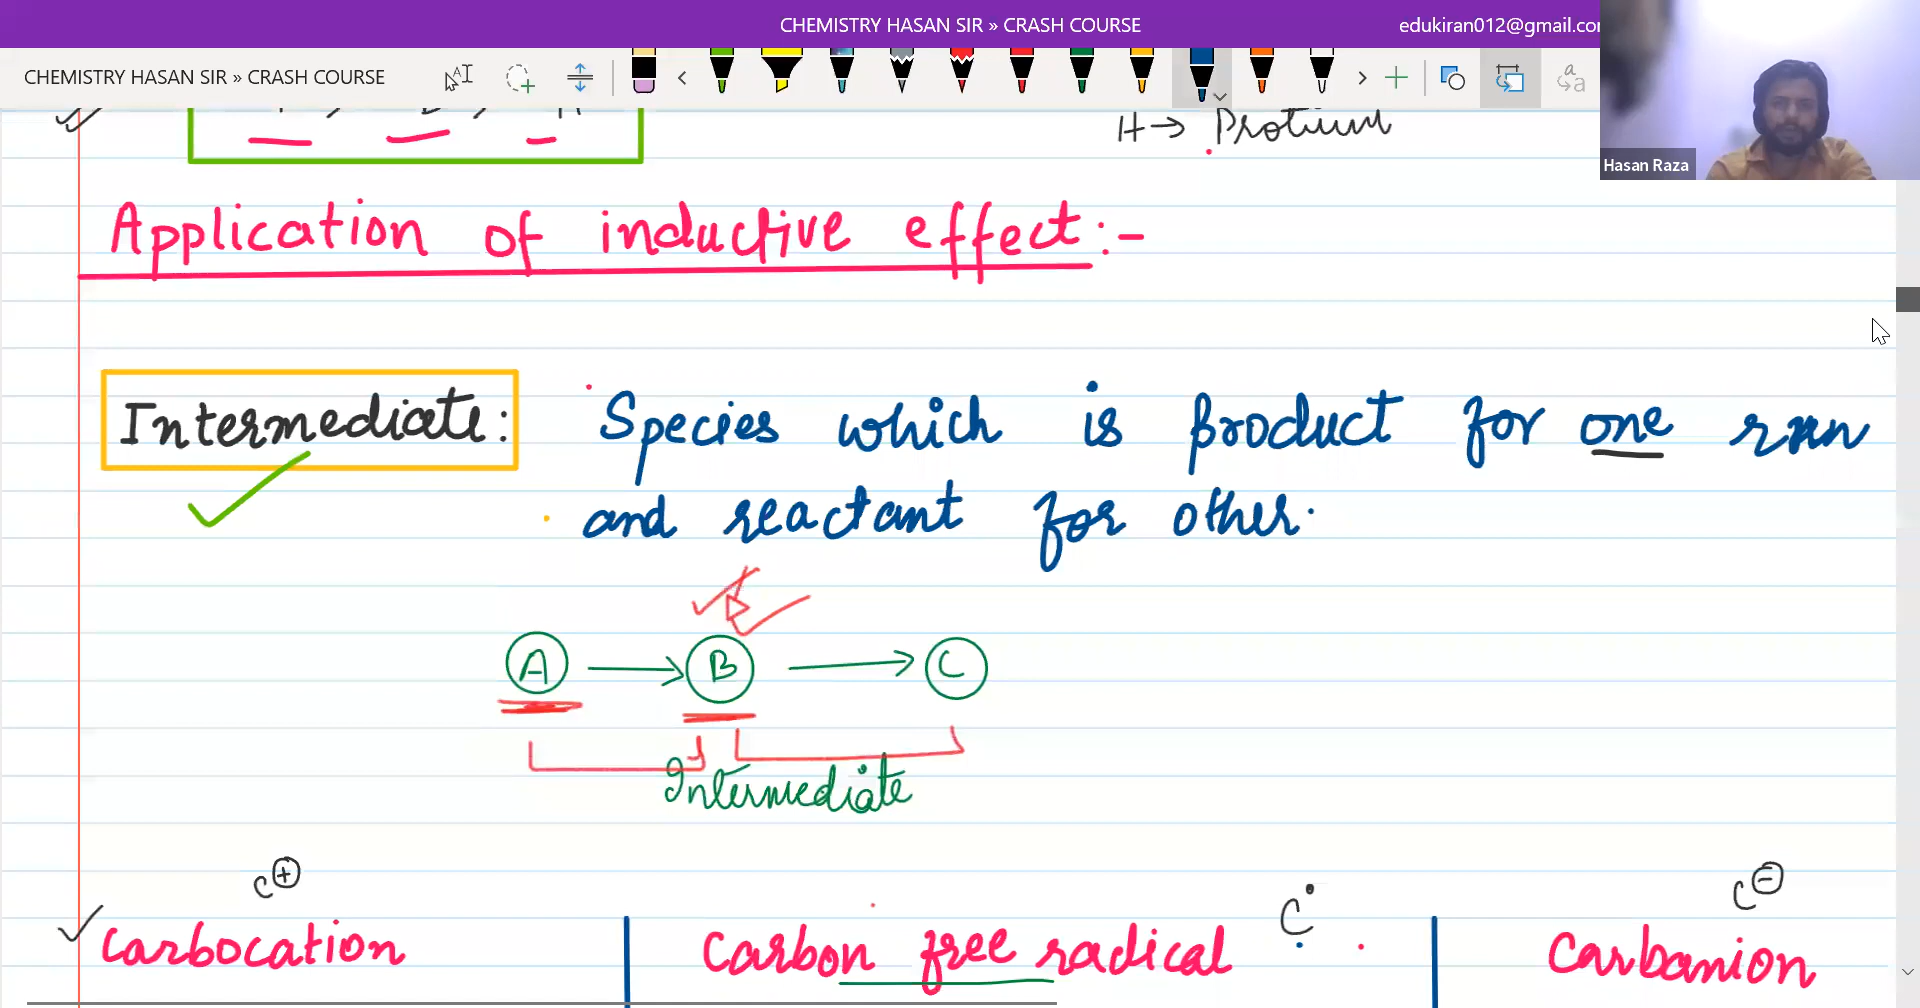 CHEMISTRY HASAN SIR » CRASH COURSE
edukiran012@gmail.co
CHEMISTRY HASAN SIR » CRASH COURSE
Hasan Raza
H → Protium
Application of inductive effect:-
Intermediate: Species which is product for one rxn
and reactant for other.
A → B → C
Intermediate
C⊕ C• C⊖
Carbocation Carbon free radical Carbanion